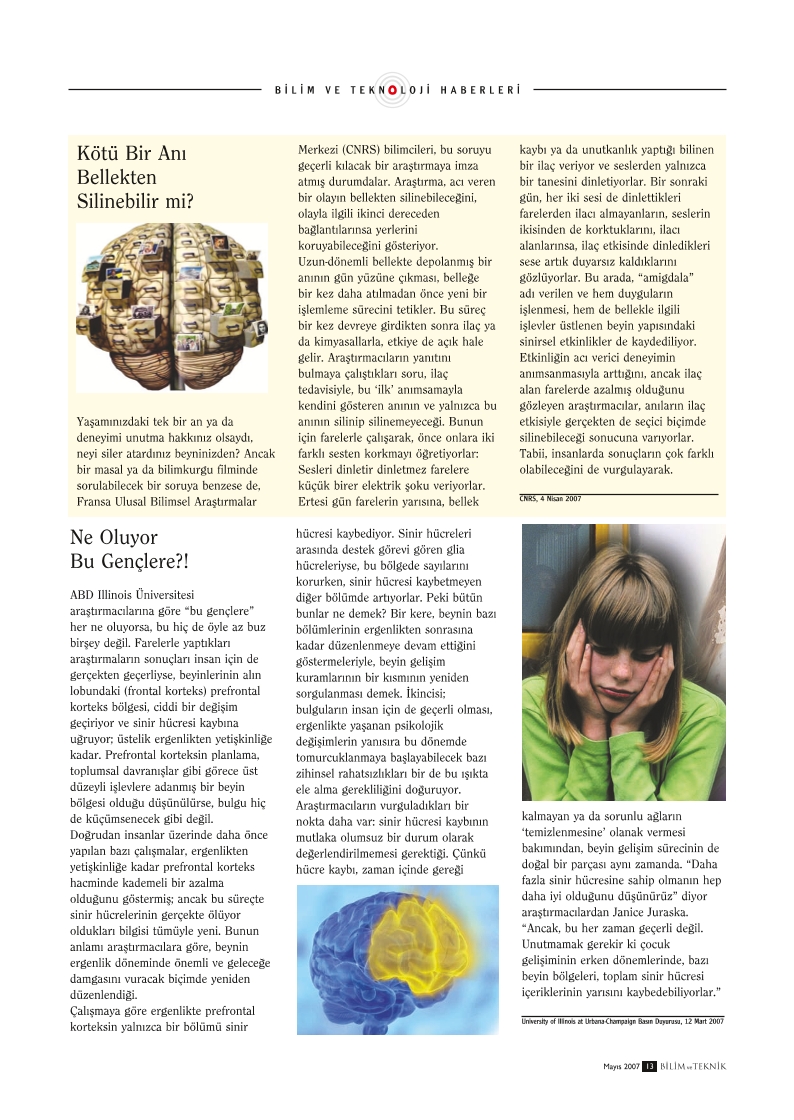 BİLİM VE TEKNOLOJİ HABERLERİ
Kötü Bir Anı
Bellekten
Silinebilir mi?
Yaşamınızdaki tek bir an ya da
deneyimi unutma hakkınız olsaydı,
neyi siler atardınız beyninizden? Ancak
bir masal ya da bilimkurgu filminde
sorulabilecek bir soruya benzese de,
Fransa Ulusal Bilimsel Araştırmalar
Merkezi (CNRS) bilimcileri, bu soruyu
geçerli kılacak bir araştırmaya imza
atmış durumdalar. Araştırma, acı veren
bir olayın bellekten silinebileceğini,
olayla ilgili ikinci dereceden
bağlantılarınsa yerlerini
koruyabileceğini gösteriyor.
Uzun-dönemli bellekte depolanmış bir
anının gün yüzüne çıkması, belleğe
bir kez daha atılmadan önce yeni bir
işlemleme sürecini tetikler. Bu süreç
bir kez devreye girdikten sonra ilaç ya
da kimyasallarla, etkiye de açık hale
gelir. Araştırmacıların yanıtını
bulmaya çalıştıkları soru, ilaç
tedavisiyle, bu ‘ilk’ anımsamayla
kendini gösteren anının ve yalnızca bu
anının silinip silinemeyeceği. Bunun
için farelerle çalışarak, önce onlara iki
farklı sesten korkmayı öğretiyorlar:
Sesleri dinletir dinletmez farelere
küçük birer elektrik şoku veriyorlar.
Ertesi gün farelerin yarısına, bellek
kaybı ya da unutkanlık yaptığı bilinen
bir ilaç veriyor ve seslerden yalnızca
bir tanesini dinletiyorlar. Bir sonraki
gün, her iki sesi de dinlettikleri
farelerden ilacı almayanların, seslerin
ikisinden de korktuklarını, ilacı
alanlarınsa, ilaç etkisinde dinledikleri
sese artık duyarsız kaldıklarını
gözlüyorlar. Bu arada, “amigdala”
adı verilen ve hem duyguların
işlenmesi, hem de bellekle ilgili
işlevler üstlenen beyin yapısındaki
sinirsel etkinlikler de kaydediliyor.
Etkinliğin acı verici deneyimin
anımsanmasıyla arttığını, ancak ilaç
alan farelerde azalmış olduğunu
gözleyen araştırmacılar, anıların ilaç
etkisiyle gerçekten de seçici biçimde
silinebileceği sonucuna varıyorlar.
Tabii, insanlarda sonuçların çok farklı
olabileceğini de vurgulayarak.
CNRS, 4 Nisan 2007
Ne Oluyor
Bu Gençlere?!
ABD Illinois Üniversitesi
araştırmacılarına göre “bu gençlere”
her ne oluyorsa, bu hiç de öyle az buz
birşey değil. Farelerle yaptıkları
araştırmaların sonuçları insan için de
gerçekten geçerliyse, beyinlerinin alın
lobundaki (frontal korteks) prefrontal
korteks bölgesi, ciddi bir değişim
geçiriyor ve sinir hücresi kaybına
uğruyor; üstelik ergenlikten yetişkinliğe
kadar. Prefrontal korteksin planlama,
toplumsal davranışlar gibi görece üst
düzeyli işlevlere adanmış bir beyin
bölgesi olduğu düşünülürse, bulgu hiç
de küçümsenecek gibi değil.
Doğrudan insanlar üzerinde daha önce
yapılan bazı çalışmalar, ergenlikten
yetişkinliğe kadar prefrontal korteks
hacminde kademeli bir azalma
olduğunu göstermiş; ancak bu süreçte
sinir hücrelerinin gerçekte ölüyor
oldukları bilgisi tümüyle yeni. Bunun
anlamı araştırmacılara göre, beynin
ergenlik döneminde önemli ve geleceğe
damgasını vuracak biçimde yeniden
düzenlendiği.
Çalışmaya göre ergenlikte prefrontal
korteksin yalnızca bir bölümü sinir
hücresi kaybediyor. Sinir hücreleri
arasında destek görevi gören glia
hücreleriyse, bu bölgede sayılarını
korurken, sinir hücresi kaybetmeyen
diğer bölümde artıyorlar. Peki bütün
bunlar ne demek? Bir kere, beynin bazı
bölümlerinin ergenlikten sonrasına
kadar düzenlenmeye devam ettiğini
göstermeleriyle, beyin gelişim
kuramlarının bir kısmının yeniden
sorgulanması demek. İkincisi;
bulguların insan için de geçerli olması,
ergenlikte yaşanan psikolojik
değişimlerin yanısıra bu dönemde
tomurcuklanmaya başlayabilecek bazı
zihinsel rahatsızlıkları bir de bu ışıkta
ele alma gerekliliğini doğuruyor.
Araştırmacıların vurguladıkları bir
nokta daha var: sinir hücresi kaybının
mutlaka olumsuz bir durum olarak
değerlendirilmemesi gerektiği. Çünkü
hücre kaybı, zaman içinde gereği
kalmayan ya da sorunlu ağların
‘temizlenmesine’ olanak vermesi
bakımından, beyin gelişim sürecinin de
doğal bir parçası aynı zamanda. “Daha
fazla sinir hücresine sahip olmanın hep
daha iyi olduğunu düşünürüz” diyor
araştırmacılardan Janice Juraska.
“Ancak, bu her zaman geçerli değil.
Unutmamak gerekir ki çocuk
gelişiminin erken dönemlerinde, bazı
beyin bölgeleri, toplam sinir hücresi
içeriklerinin yarısını kaybedebiliyorlar.”
University of Illinois at Urbana-Champaign Basın Duyurusu, 12 Mart 2007
Mayıs 2007 13 BİLİM ve TEKNİK